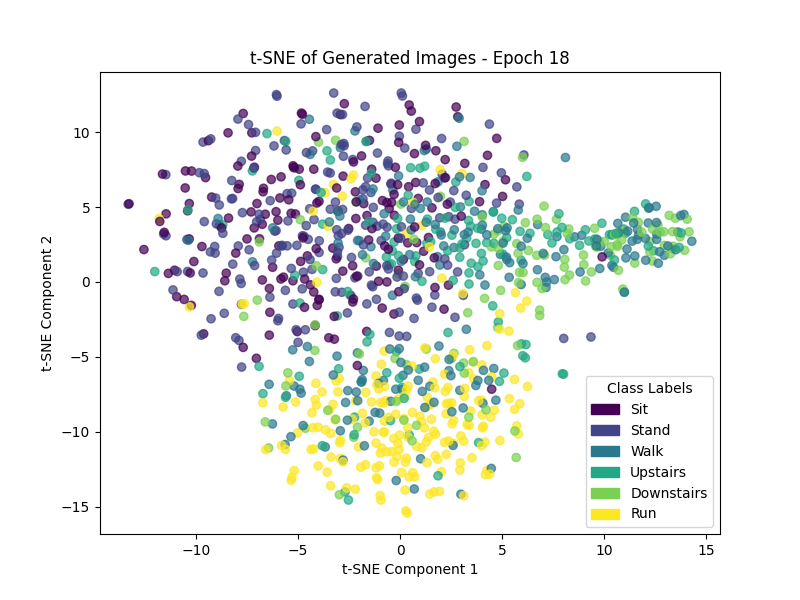 t-SNE of Generated Images - Epoch 18
t-SNE Component 2
10
5
0
−5
−10
−15
Class Labels
Sit
Stand
Walk
Upstairs
Downstairs
Run
−10
−5
0
5
10
15
t-SNE Component 1